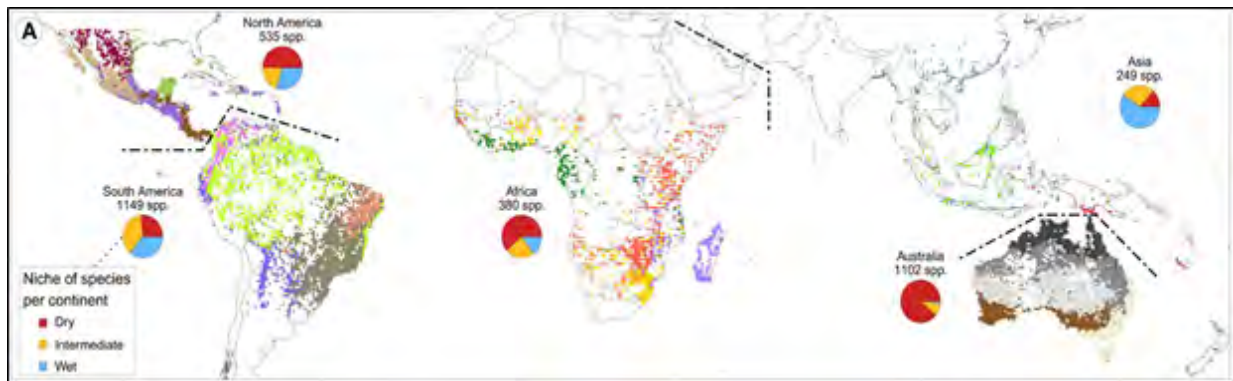 A
North America
535 spp.
Asia
249 spp.
South America
1149 spp.
Africa
380 spp.
Australia
1102 spp.
Niche of species
per continent
Dry
Intermediate
Wet